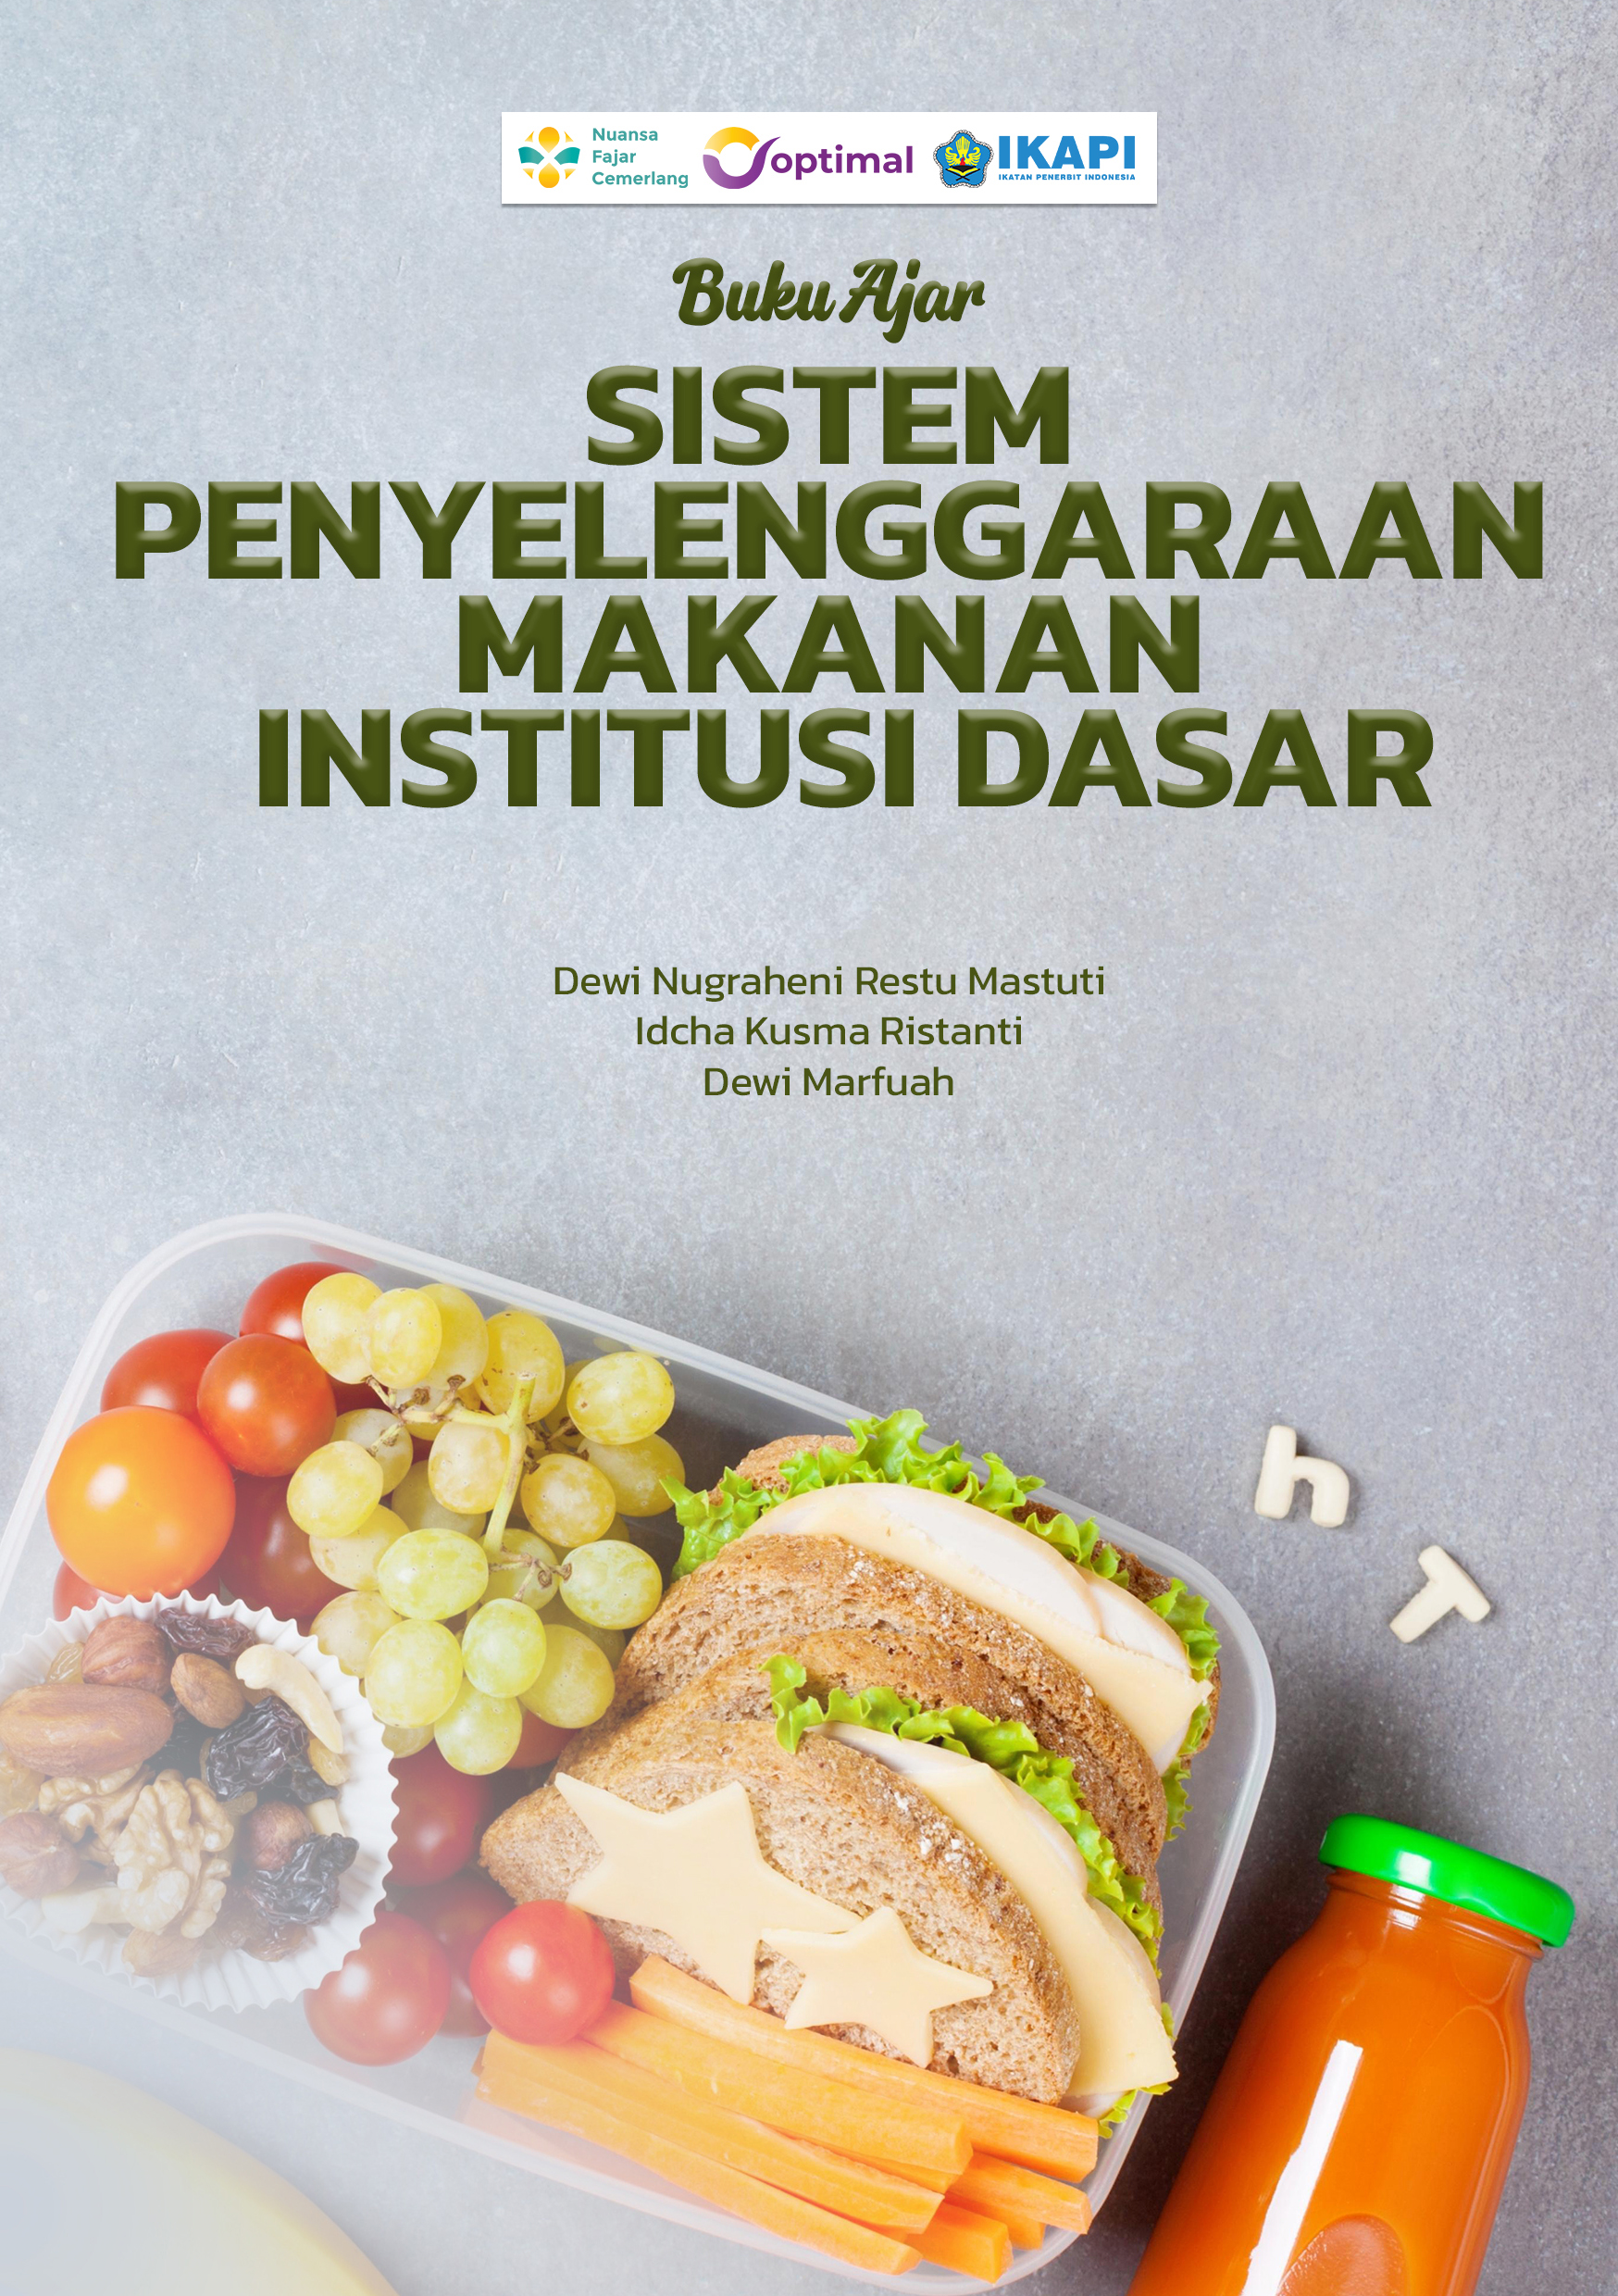 Nuansa
Fajar
Cemerlang
optimal
IKAPI
IKATAN PENERBIT INDONESIA
Buku Ajar
SISTEM
PENYELENGGARAAN
MAKANAN
INSTITUSI DASAR
Dewi Nugraheni Restu Mastuti
Idcha Kusma Ristanti
Dewi Marfuah
h
T